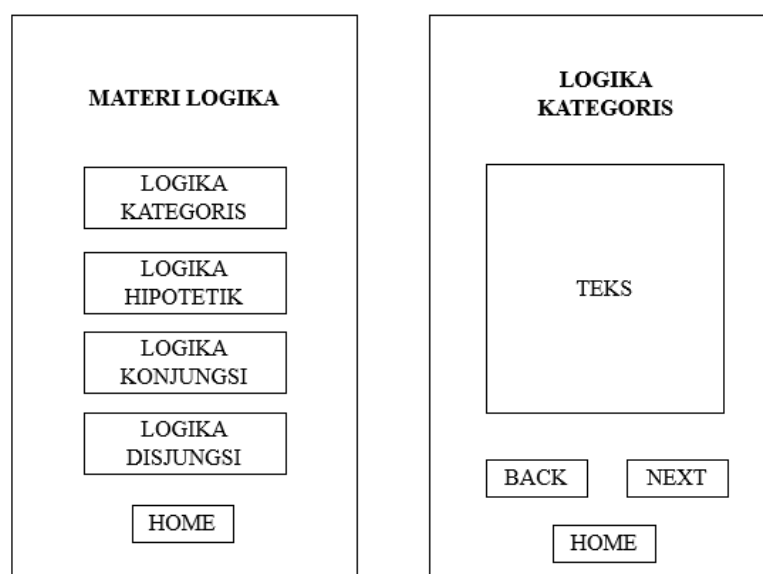 MATERI LOGIKA
LOGIKA
KATEGORIS
LOGIKA
HIPOTETIK
LOGIKA
KONJUNGSI
LOGIKA
DISJUNGSI
HOME
LOGIKA
KATEGORIS
TEKS
BACK
NEXT
HOME